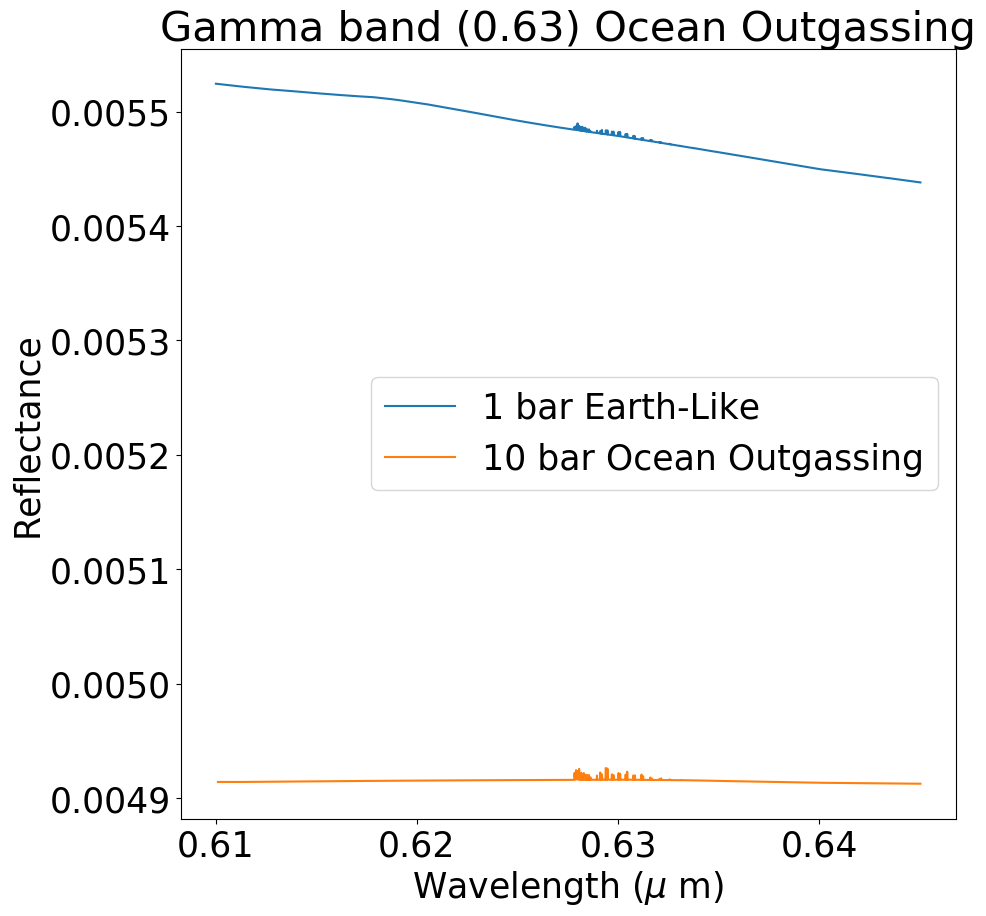 Gamma band (0.63) Ocean Outgassing
0.0055
0.0054
0.0053
0.0052
0.0051
0.0050
0.0049
Reflectance
1 bar Earth-Like
10 bar Ocean Outgassing
0.61 0.62 0.63 0.64
Wavelength (μ m)